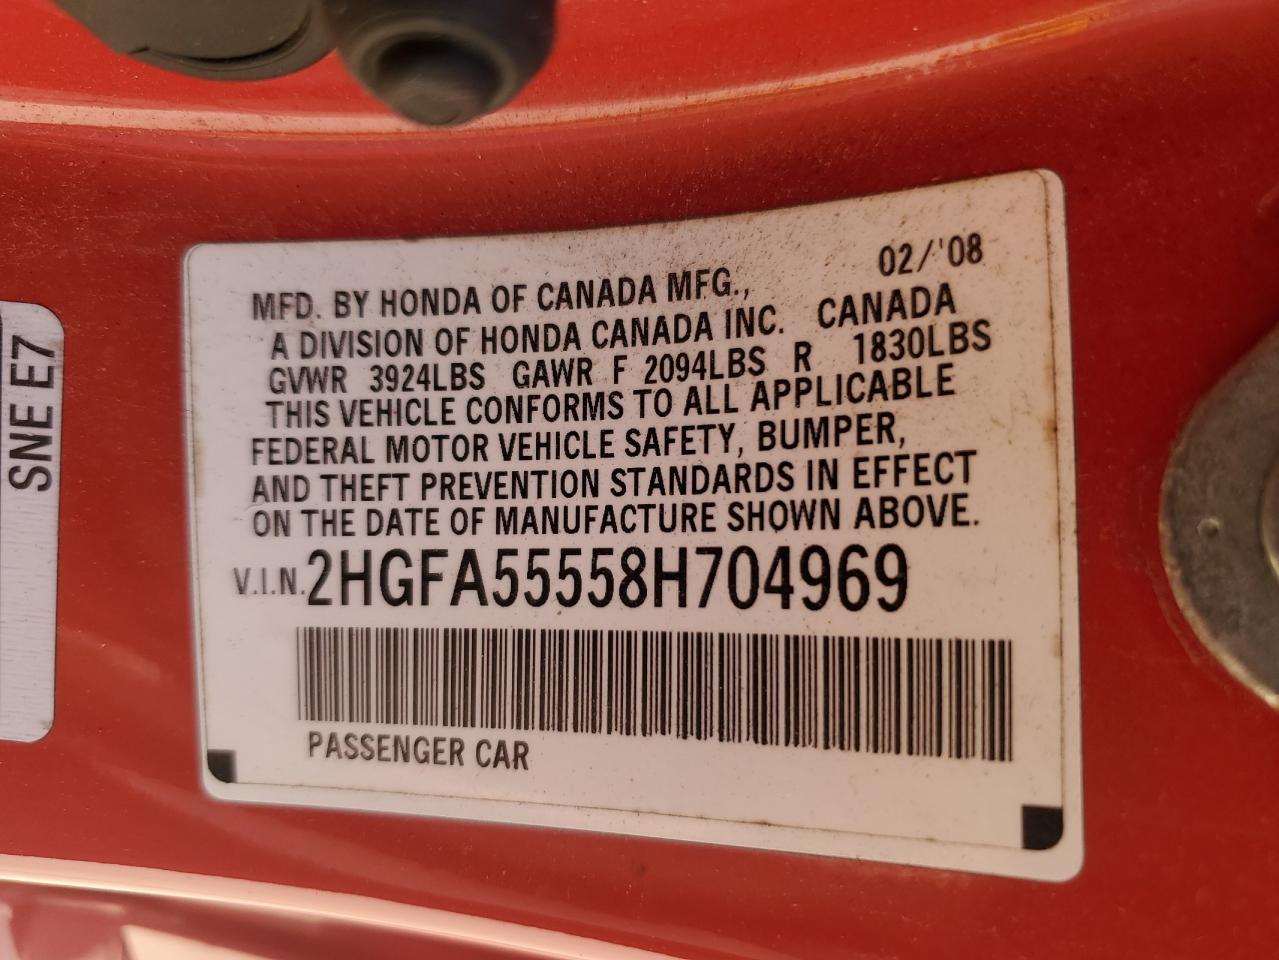 02/'08
MFD. BY HONDA OF CANADA MFG.,
A DIVISION OF HONDA CANADA INC. CANADA
GVWR 3924LBS GAWR F 2094LBS R 1830LBS
THIS VEHICLE CONFORMS TO ALL APPLICABLE
FEDERAL MOTOR VEHICLE SAFETY, BUMPER,
AND THEFT PREVENTION STANDARDS IN EFFECT
ON THE DATE OF MANUFACTURE SHOWN ABOVE.
V.I.N. 2HGFA55558H704969
PASSENGER CAR
SNE E7